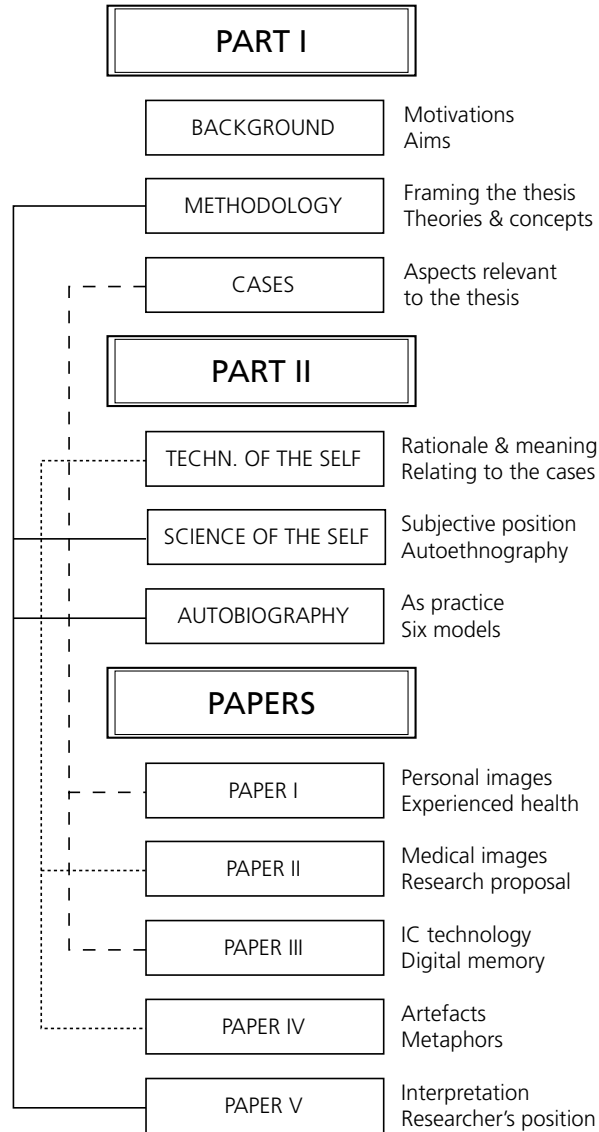 PART I
BACKGROUND
Motivations
Aims
METHODOLOGY
Framing the thesis
Theories & concepts
CASES
Aspects relevant
to the thesis
PART II
TECHN. OF THE SELF
Rationale & meaning
Relating to the cases
SCIENCE OF THE SELF
Subjective position
Autoethnography
AUTOBIOGRAPHY
As practice
Six models
PAPERS
PAPER I
Personal images
Experienced health
PAPER II
Medical images
Research proposal
PAPER III
IC technology
Digital memory
PAPER IV
Artefacts
Metaphors
PAPER V
Interpretation
Researcher's position